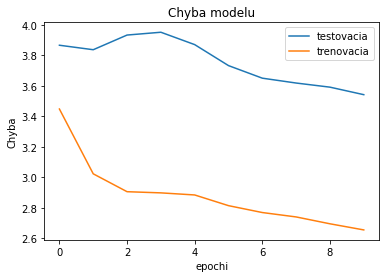 Chyba modelu
testovacia
trenovacia
4.0
3.8
3.6
3.4
3.2
3.0
2.8
2.6
Chyba
0 2 4 6 8
epochi